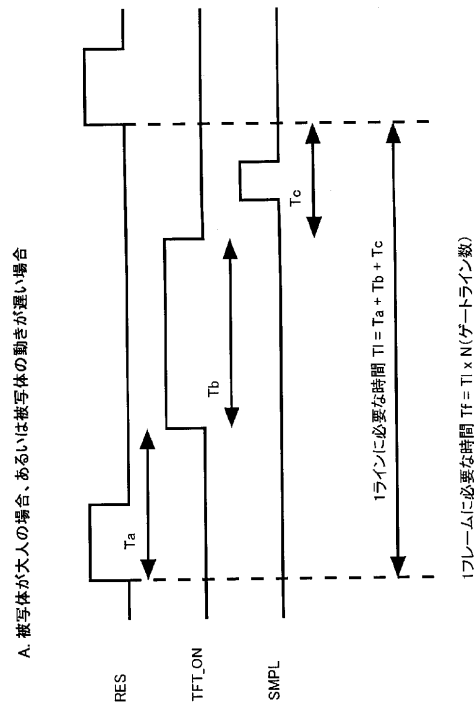 A. 被写体が大人の場合、あるいは被写体の動きが遅い場合
RES
Ta
TFT_ON
Tb
SMPL
Tc
1ラインに必要な時間 Tl = Ta + Tb + Tc
1フレームに必要な時間 Tf = Tl x N(ゲートライン数)